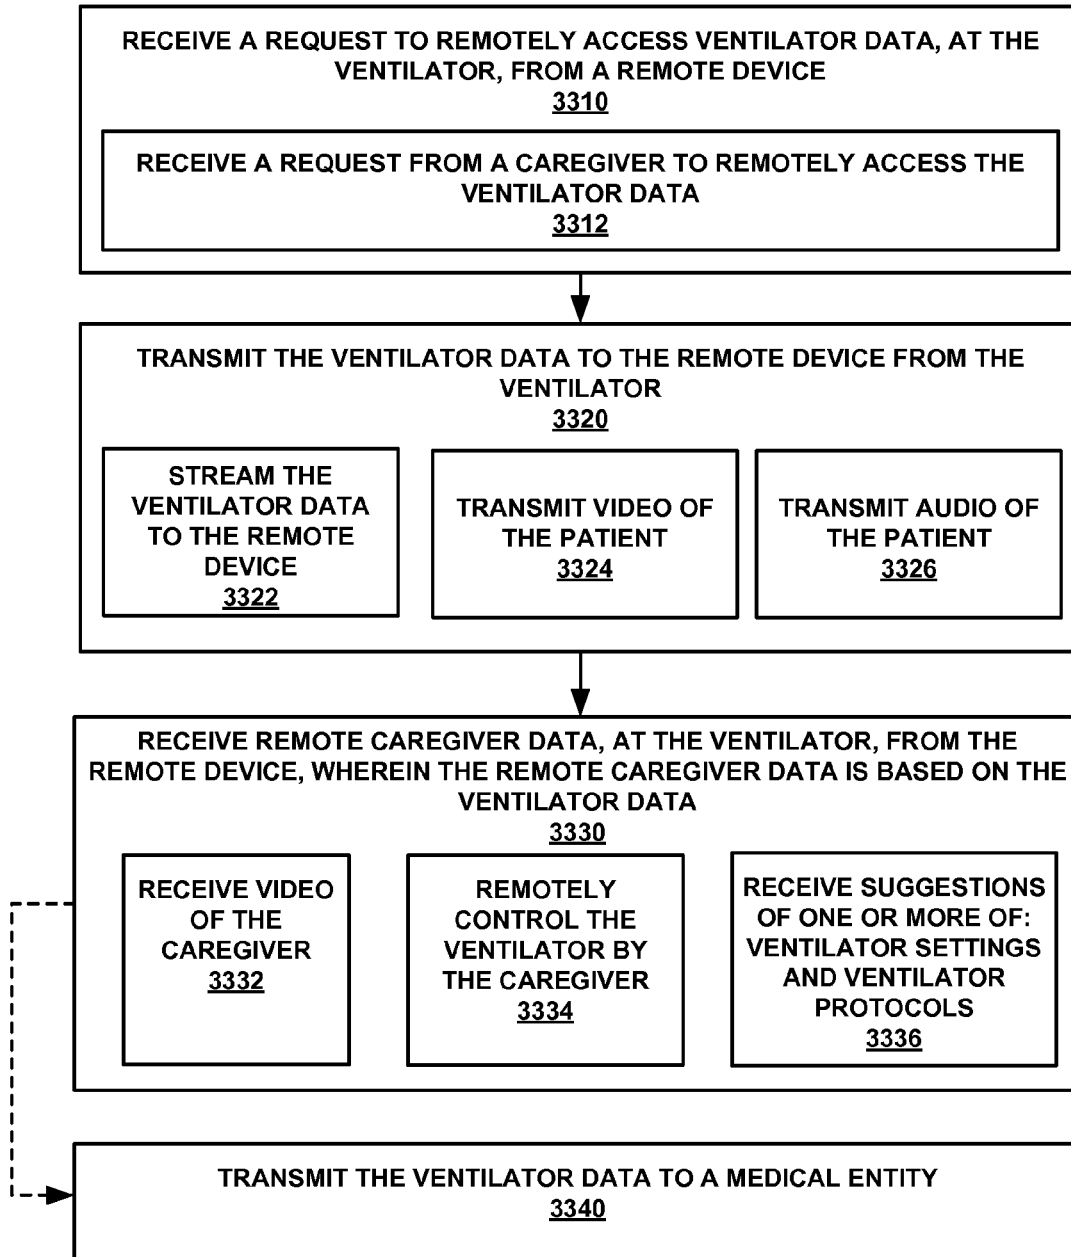 RECEIVE A REQUEST TO REMOTELY ACCESS VENTILATOR DATA, AT THE
VENTILATOR, FROM A REMOTE DEVICE
3310
RECEIVE A REQUEST FROM A CAREGIVER TO REMOTELY ACCESS THE
VENTILATOR DATA
3312
TRANSMIT THE VENTILATOR DATA TO THE REMOTE DEVICE FROM THE
VENTILATOR
3320
STREAM THE
VENTILATOR DATA
TO THE REMOTE
DEVICE
3322
TRANSMIT VIDEO OF
THE PATIENT
3324
TRANSMIT AUDIO OF
THE PATIENT
3326
RECEIVE REMOTE CAREGIVER DATA, AT THE VENTILATOR, FROM THE
REMOTE DEVICE, WHEREIN THE REMOTE CAREGIVER DATA IS BASED ON THE
VENTILATOR DATA
3330
RECEIVE VIDEO
OF THE
CAREGIVER
3332
REMOTELY
CONTROL THE
VENTILATOR BY
THE CAREGIVER
3334
RECEIVE SUGGESTIONS
OF ONE OR MORE OF:
VENTILATOR SETTINGS
AND VENTILATOR
PROTOCOLS
3336
TRANSMIT THE VENTILATOR DATA TO A MEDICAL ENTITY
3340